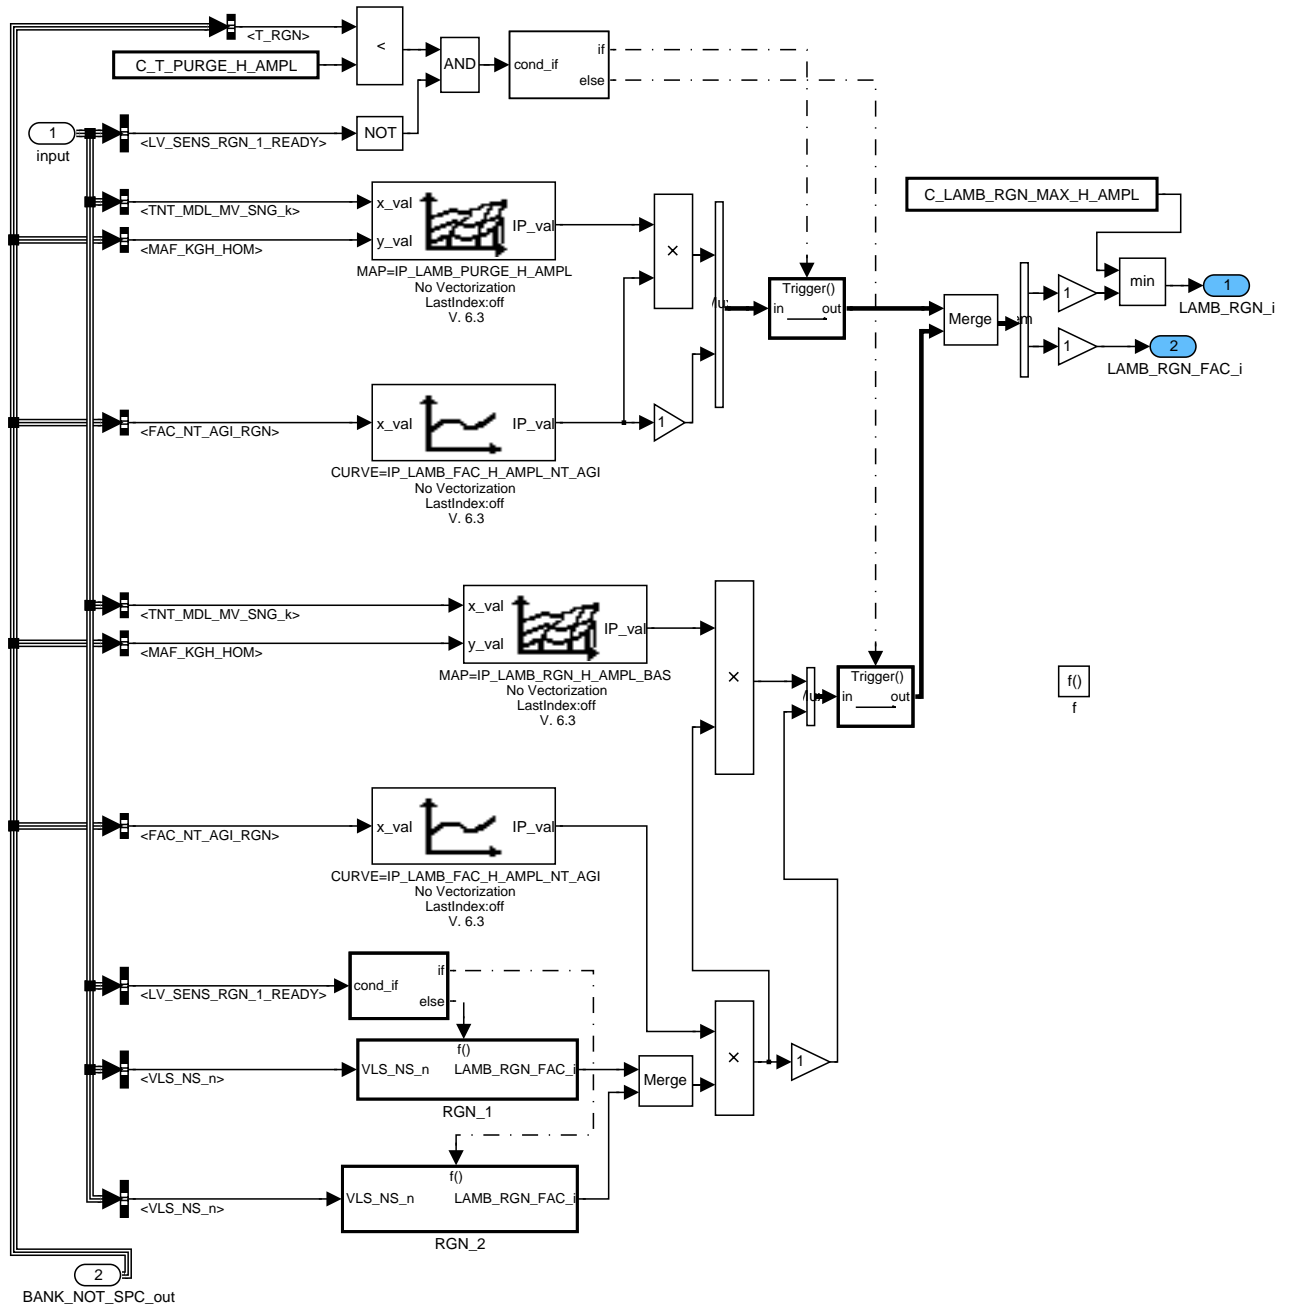 <T_RGN>
C_T_PURGE_H_AMPL
<
AND
cond_if
if
else
1
input
<LV_SENS_RGN_1_READY>
NOT
<TNT_MDL_MV_SNG_k>
<MAF_KGH_HOM>
x_val
y_val
IP_val
MAP=IP_LAMB_PURGE_H_AMPL
No Vectorization
LastIndex:off
V. 6.3
×
C_LAMB_RGN_MAX_H_AMPL
Trigger()
in
out
Merge
1
min
1
LAMB_RGN_i
1
2
LAMB_RGN_FAC_i
<FAC_NT_AGI_RGN>
x_val
IP_val
1
CURVE=IP_LAMB_FAC_H_AMPL_NT_AGI
No Vectorization
LastIndex:off
V. 6.3
<TNT_MDL_MV_SNG_k>
<MAF_KGH_HOM>
x_val
y_val
IP_val
MAP=IP_LAMB_RGN_H_AMPL_BAS
No Vectorization
LastIndex:off
V. 6.3
×
Trigger()
in
out
f()
f
<FAC_NT_AGI_RGN>
x_val
IP_val
CURVE=IP_LAMB_FAC_H_AMPL_NT_AGI
No Vectorization
LastIndex:off
V. 6.3
<LV_SENS_RGN_1_READY>
cond_if
if
else
<VLS_NS_n>
f()
VLS_NS_n
LAMB_RGN_FAC_i
RGN_1
Merge
×
1
<VLS_NS_n>
f()
VLS_NS_n
LAMB_RGN_FAC_i
RGN_2
2
BANK_NOT_SPC_out